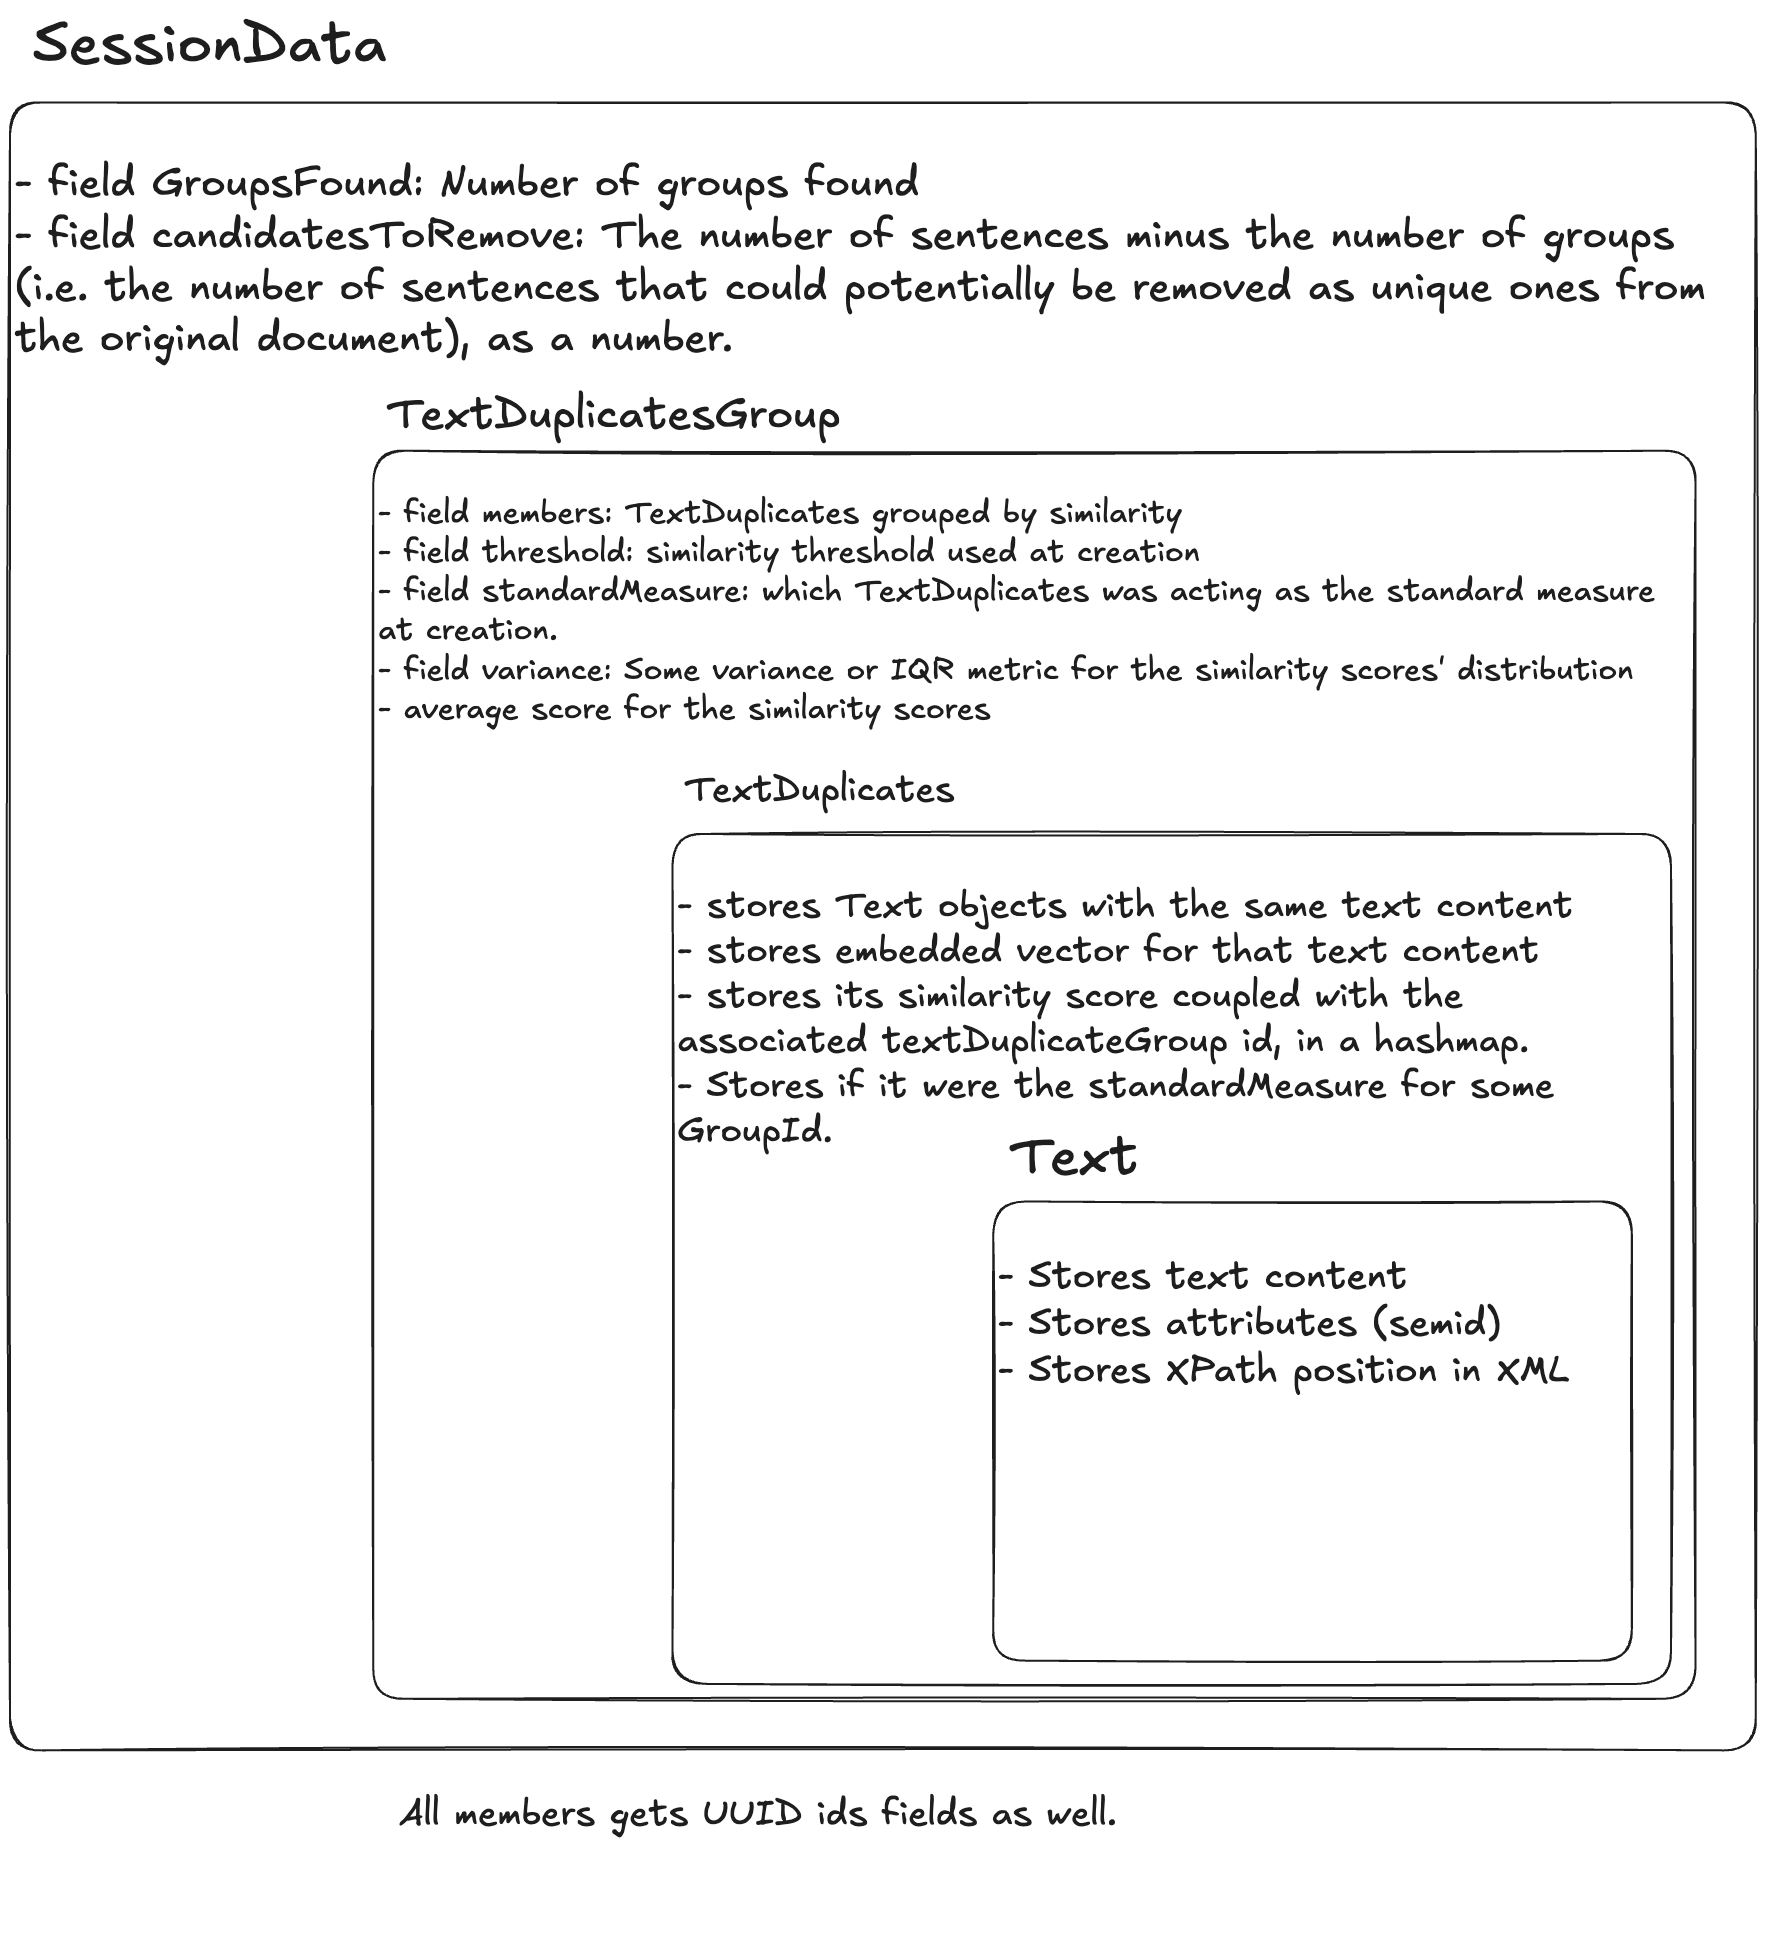 SessionData
- field GroupsFound: Number of groups found
- field candidatesToRemove: The number of sentences minus the number of groups
(i.e. the number of sentences that could potentially be removed as unique ones from
the original document), as a number.
TextDuplicatesGroup
- field members: TextDuplicates grouped by similarity
- field threshold: similarity threshold used at creation
- field standardMeasure: which TextDuplicates was acting as the standard measure
at creation.
- field variance: Some variance or IQR metric for the similarity scores' distribution
- average score for the similarity scores
TextDuplicates
- stores Text objects with the same text content
- stores embedded vector for that text content
- stores its similarity score coupled with the
associated textDuplicateGroup id, in a hashmap.
- Stores if it were the standardMeasure for some
GroupId.
Text
- Stores text content
- Stores attributes (semid)
- Stores XPath position in XML
All members gets UUID ids fields as well.